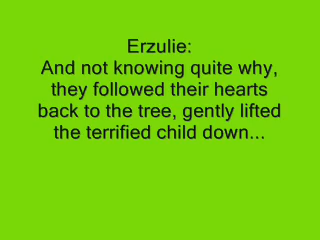 Erzulie:
And not knowing quite why,
they followed their hearts
back to the tree, gently lifted
the terrified child down...